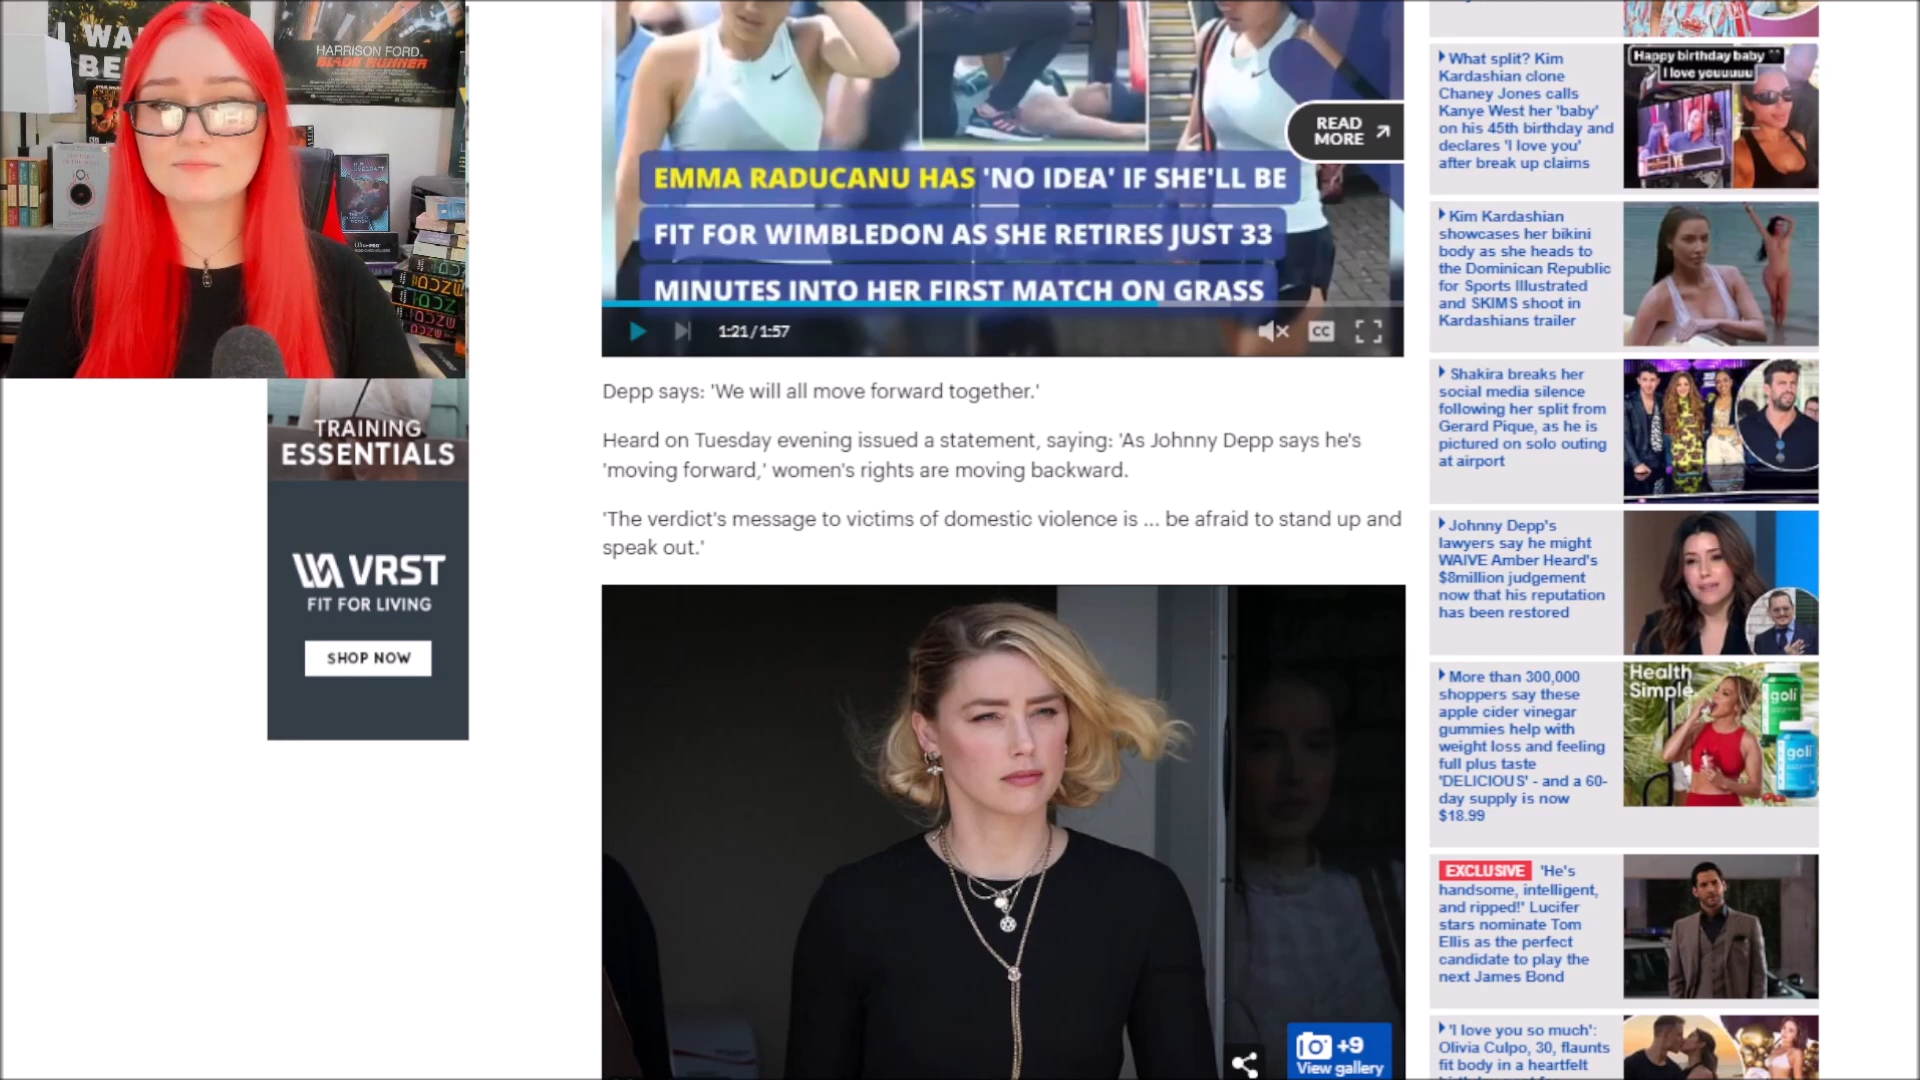 I WA
BE
HARRISON FORD.
BLADE RUNNER
TRAINING
ESSENTIALS
VRST
FIT FOR LIVING
SHOP NOW
READ
MORE
EMMA RADUCANU HAS 'NO IDEA' IF SHE'LL BE
FIT FOR WIMBLEDON AS SHE RETIRES JUST 33
MINUTES INTO HER FIRST MATCH ON GRASS
1:21 / 1:57
CC
Depp says: 'We will all move forward together.'
Heard on Tuesday evening issued a statement, saying: 'As Johnny Depp says he's
'moving forward,' women's rights are moving backward.
'The verdict's message to victims of domestic violence is ... be afraid to stand up and
speak out.'
+9
View gallery
What split? Kim
Kardashian clone
Chaney Jones calls
Kanye West her 'baby'
on his 45th birthday and
declares 'I love you'
after break up claims
Happy birthday baby
I love youuuuuu
Kim Kardashian
showcases her bikini
body as she heads to
the Dominican Republic
for Sports Illustrated
and SKIMS shoot in
Kardashians trailer
Shakira breaks her
social media silence
following her split from
Gerard Pique, as he is
pictured on solo outing
at airport
Johnny Depp's
lawyers say he might
WAIVE Amber Heard's
$8million judgement
now that his reputation
has been restored
More than 300,000
shoppers say these
apple cider vinegar
gummies help with
weight loss and feeling
full plus taste
'DELICIOUS' - and a 60-
day supply is now
$18.99
Health
Simple.
goli
goli
EXCLUSIVE 'He's
handsome, intelligent,
and ripped!' Lucifer
stars nominate Tom
Ellis as the perfect
candidate to play the
next James Bond
'I love you so much':
Olivia Culpo, 30, flaunts
fit body in a heartfelt